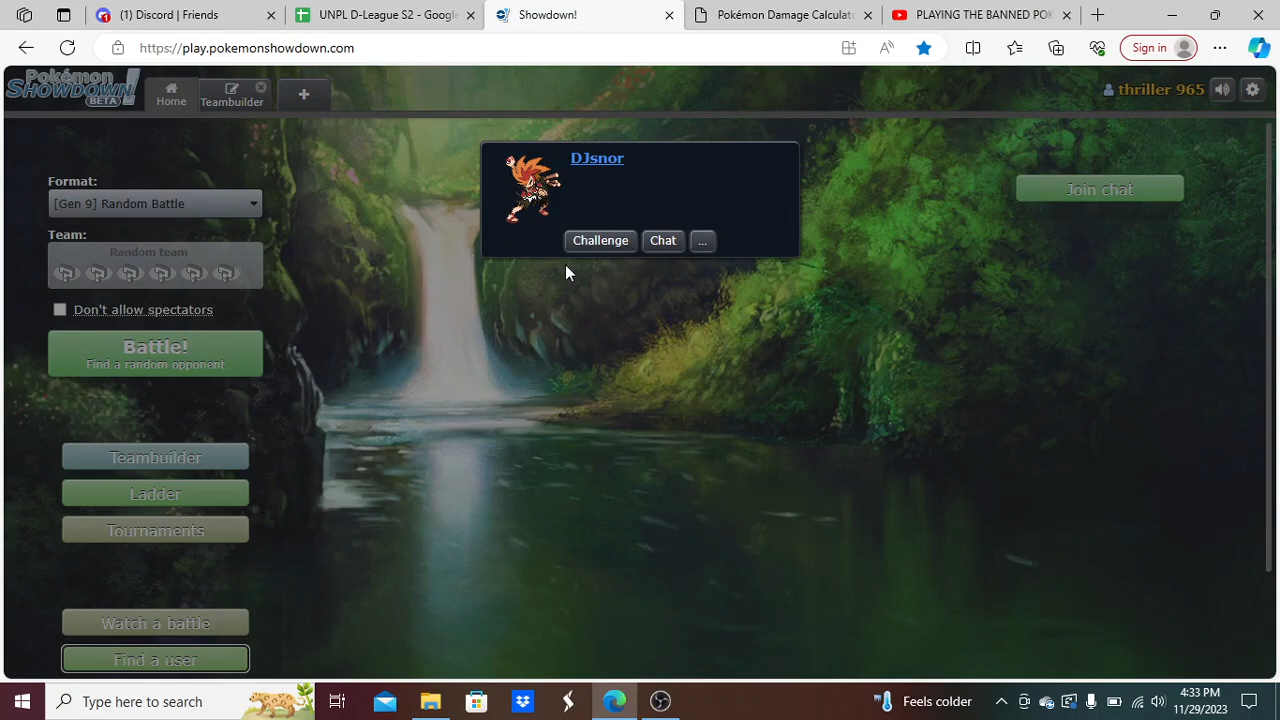 (1) Discord | Friends
UNPL D-League S2 - Google
Showdown!
Pokémon Damage Calculato
PLAYING THE BANNED POK
https://play.pokemonshowdown.com
Sign in
Pokémon
SHOWDOWN!
BETA
Home
Teambuilder
thriller 965
Format:
[Gen 9] Random Battle
Team:
Random team
Don't allow spectators
Battle!
Find a random opponent
Teambuilder
Ladder
Tournaments
Watch a battle
Find a user
DJsnor
Challenge
Chat
...
Join chat
Type here to search
Feels colder
4:33 PM
11/29/2023